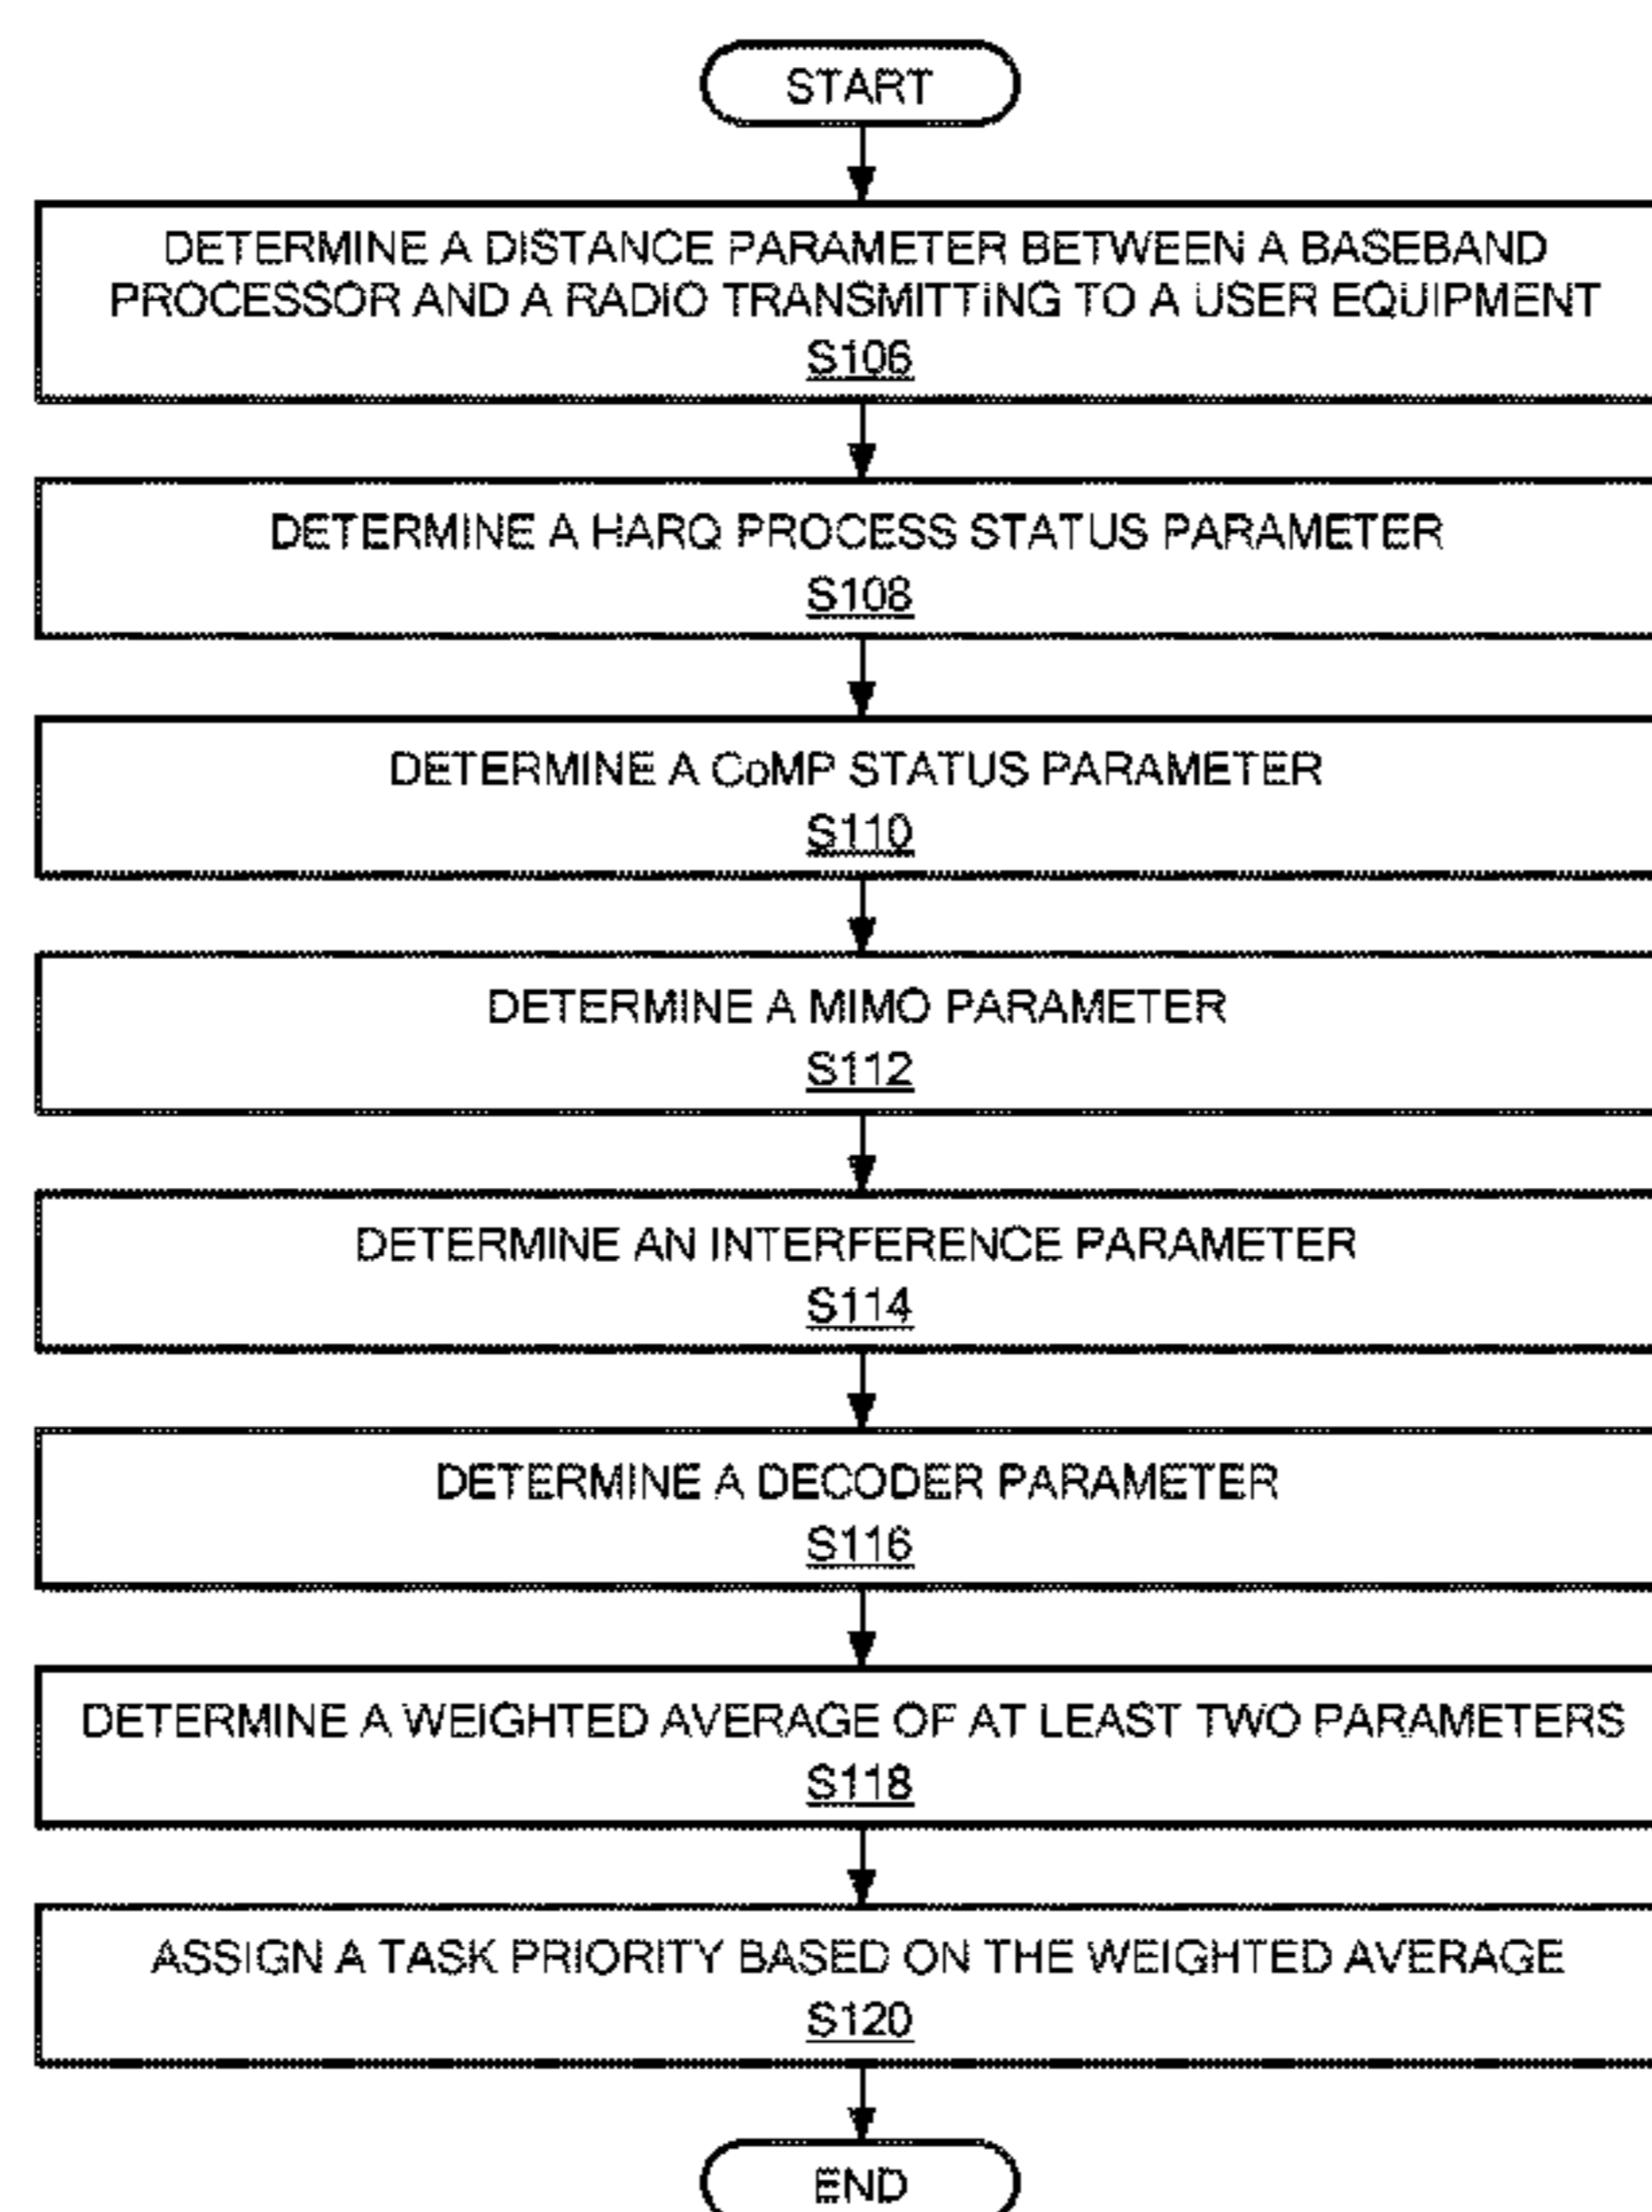 START
DETERMINE A DISTANCE PARAMETER BETWEEN A BASEBAND
PROCESSOR AND A RADIO TRANSMITTING TO A USER EQUIPMENT
S106
DETERMINE A HARQ PROCESS STATUS PARAMETER
S108
DETERMINE A CoMP STATUS PARAMETER
S110
DETERMINE A MIMO PARAMETER
S112
DETERMINE AN INTERFERENCE PARAMETER
S114
DETERMINE A DECODER PARAMETER
S116
DETERMINE A WEIGHTED AVERAGE OF AT LEAST TWO PARAMETERS
S118
ASSIGN A TASK PRIORITY BASED ON THE WEIGHTED AVERAGE
S120
END